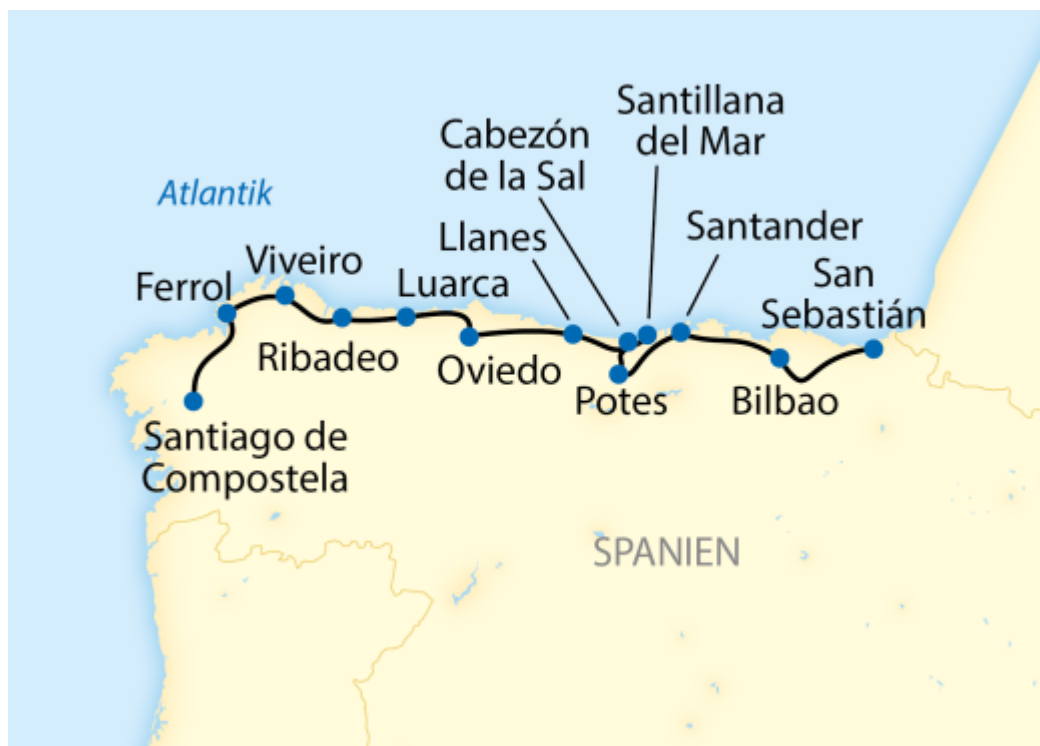 Santillana
del Mar
Cabezón
de la Sal
Atlantik
Llanes
Santander
Viveiro
Ferrol
Luarca
San
Sebastián
Ribadeo
Oviedo
Potes
Bilbao
Santiago de
Compostela
SPANIEN